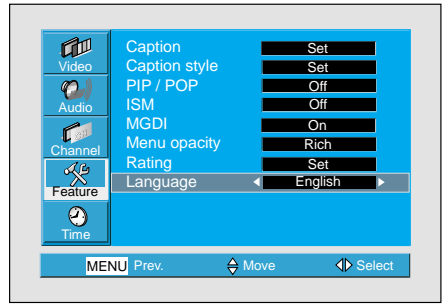 Video
Audio
Channel
Feature
Time
Caption Set
Caption style Set
PIP / POP Off
ISM Off
MGDI On
Menu opacity Rich
Rating Set
Language English
MENU Prev. Move Select